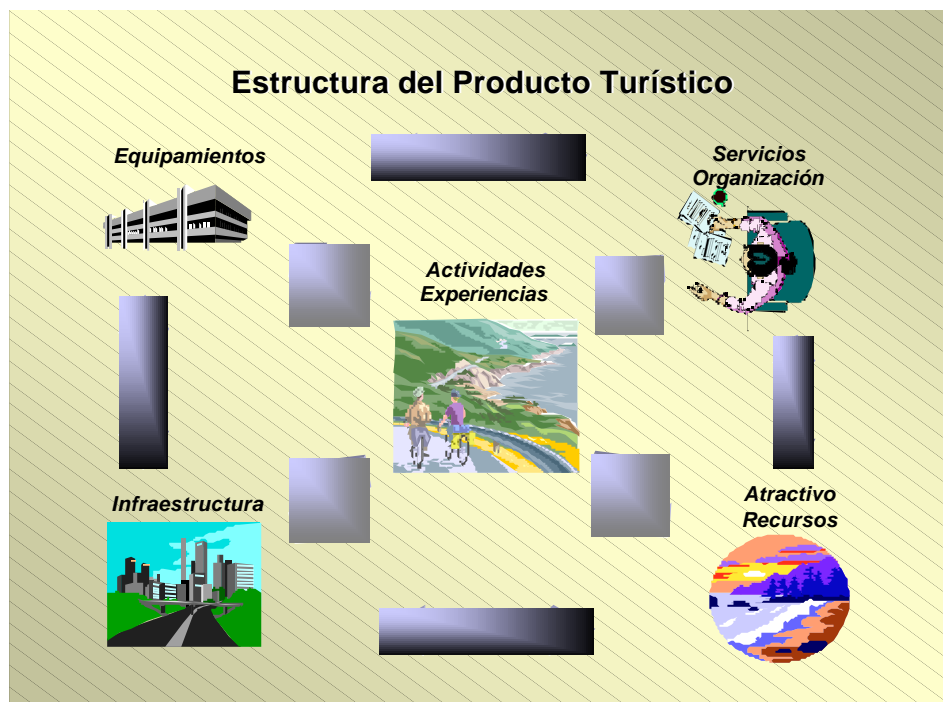 Estructura del Producto Turístico
Equipamientos
Servicios
Organización
Actividades
Experiencias
Infraestructura
Atractivo
Recursos